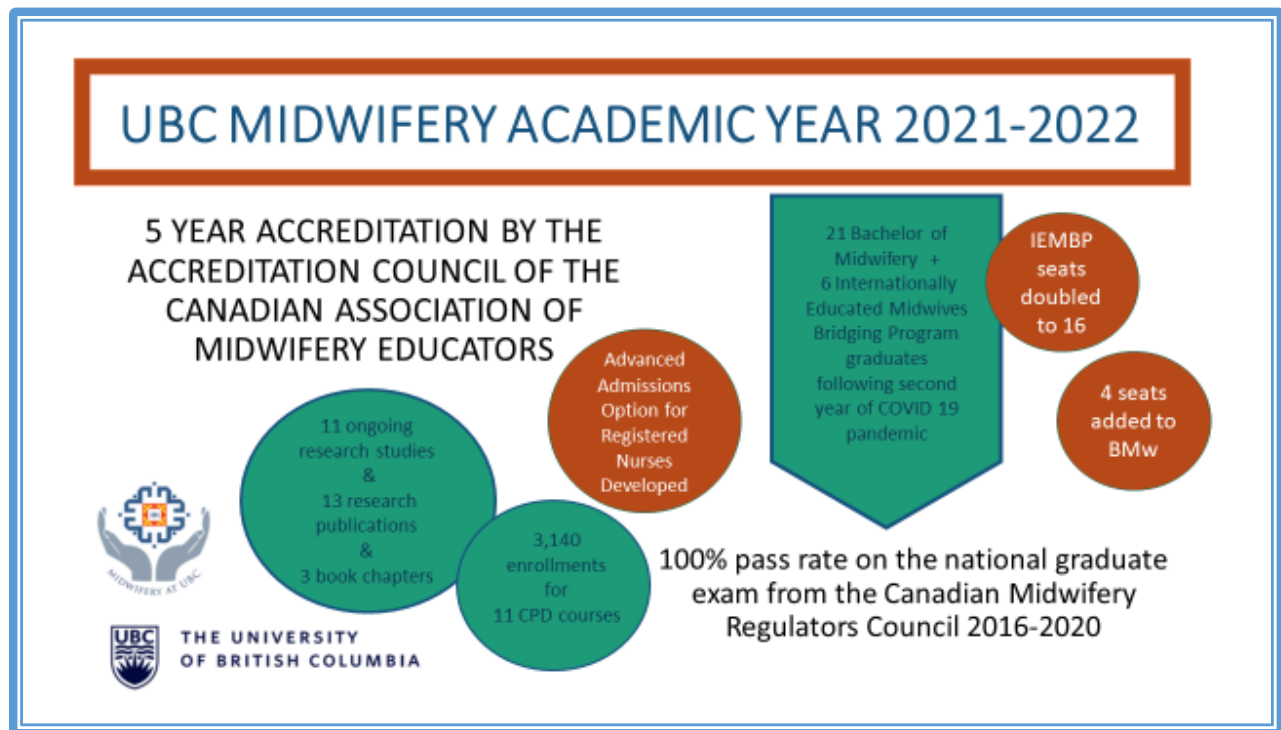 UBC MIDWIFERY ACADEMIC YEAR 2021-2022
5 YEAR ACCREDITATION BY THE
ACCREDITATION COUNCIL OF THE
CANADIAN ASSOCIATION OF
MIDWIFERY EDUCATORS
21 Bachelor of
Midwifery +
6 Internationally
Educated Midwives
Bridging Program
graduates
following second
year of COVID 19
pandemic
IEMBP
seats
doubled
to 16
4 seats
added to
BMw
Advanced
Admissions
Option for
Registered
Nurses
Developed
11 ongoing
research studies
&
13 research
publications
&
3 book chapters
3,140
enrollments
for
11 CPD courses
100% pass rate on the national graduate
exam from the Canadian Midwifery
Regulators Council 2016-2020
MIDWIFERY AT UBC
UBC
THE UNIVERSITY
OF BRITISH COLUMBIA